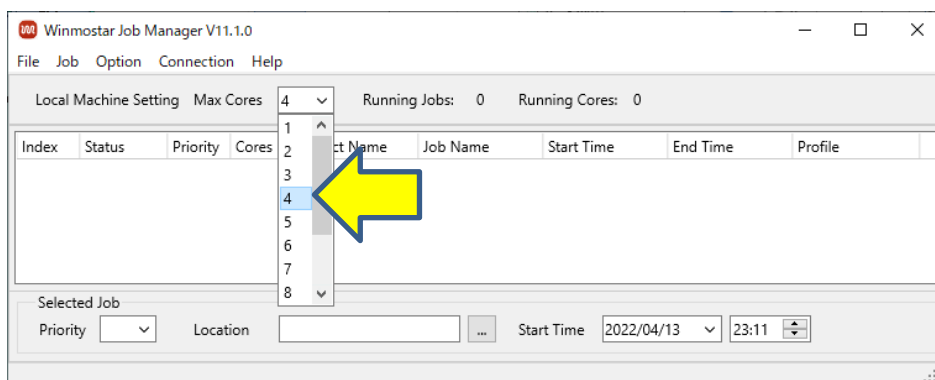 Winmostar Job Manager V11.1.0
File Job Option Connection Help
Local Machine Setting Max Cores 4 Running Jobs: 0 Running Cores: 0
Index Status Priority Cores ct Name Job Name Start Time End Time Profile
1
2
3
4
5
6
7
8
Selected Job
Priority Location ... Start Time 2022/04/13 23:11